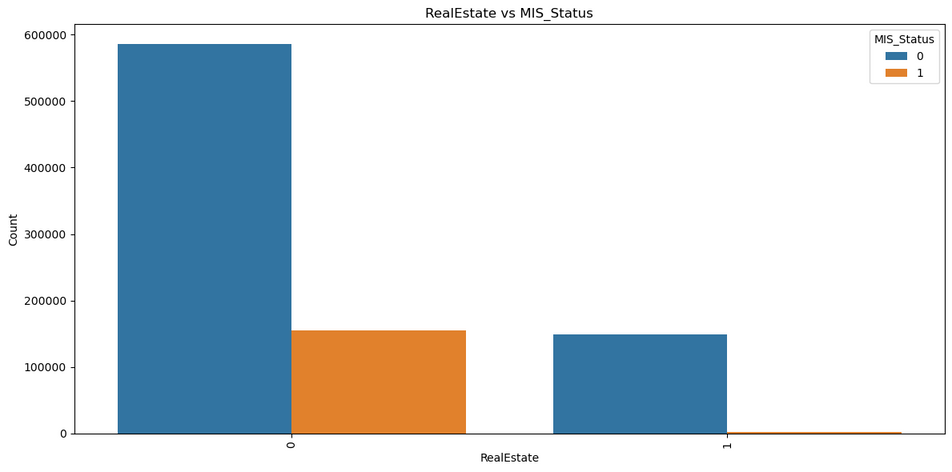 RealEstate vs MIS_Status
MIS_Status
0
1
600000
500000
400000
300000
200000
100000
0
Count
0
1
RealEstate